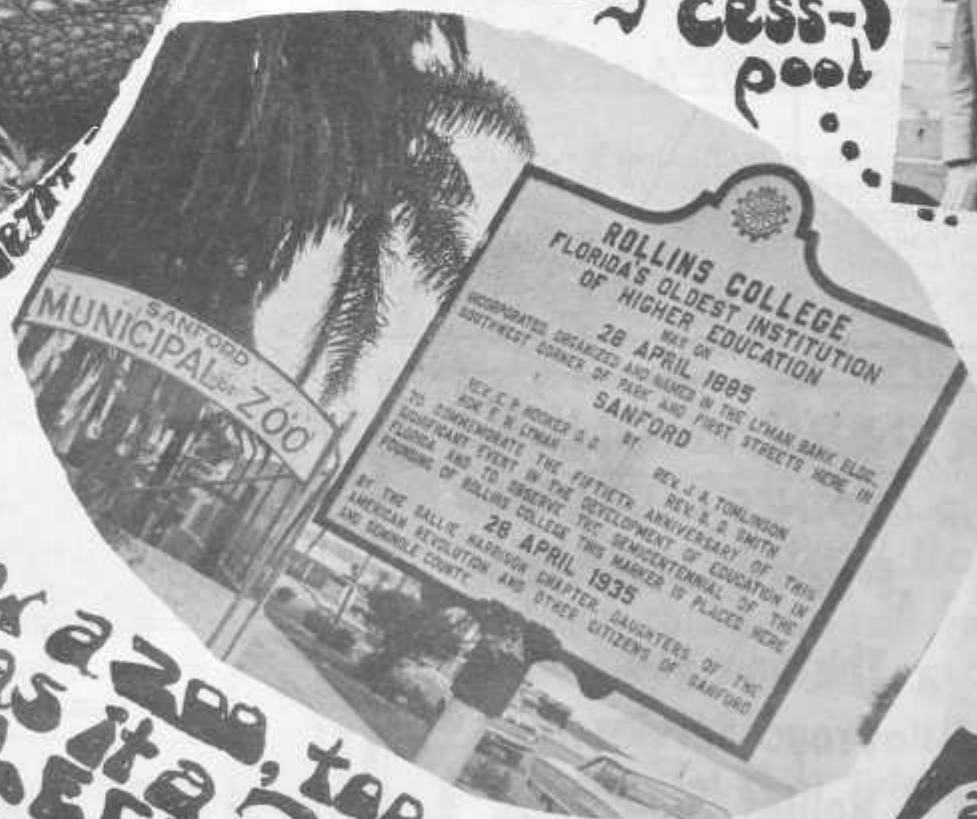 cess-
pool
SANFORD
MUNICIPAL ZOO
ROLLINS COLLEGE
FLORIDA'S OLDEST INSTITUTION
OF HIGHER EDUCATION
WAS ON
28 APRIL 1885
INCORPORATED, ORGANIZED AND NAMED IN THE LYMAN BANK BLDG.
SOUTHWEST CORNER OF PARK AND FIRST STREETS HERE IN
SANFORD
BY
REV. S. F. HOOKER D.D. REV. J. A. TOMLINSON
F. W. LYMAN REV. S. D. SMITH
TO COMMEMORATE THE FIFTIETH ANNIVERSARY OF THIS
SIGNIFICANT EVENT IN THE DEVELOPMENT OF EDUCATION IN
FLORIDA AND TO OBSERVE THE SEMICENTENNIAL OF THE
FOUNDING OF ROLLINS COLLEGE THIS MARKER IS PLACED HERE
28 APRIL 1935
BY THE SALLIE HARRISON CHAPTER, DAUGHTERS OF THE
AMERICAN REVOLUTION AND OTHER CITIZENS OF SANFORD
AND SEMINOLE COUNTY.
a zoo, too
as it a